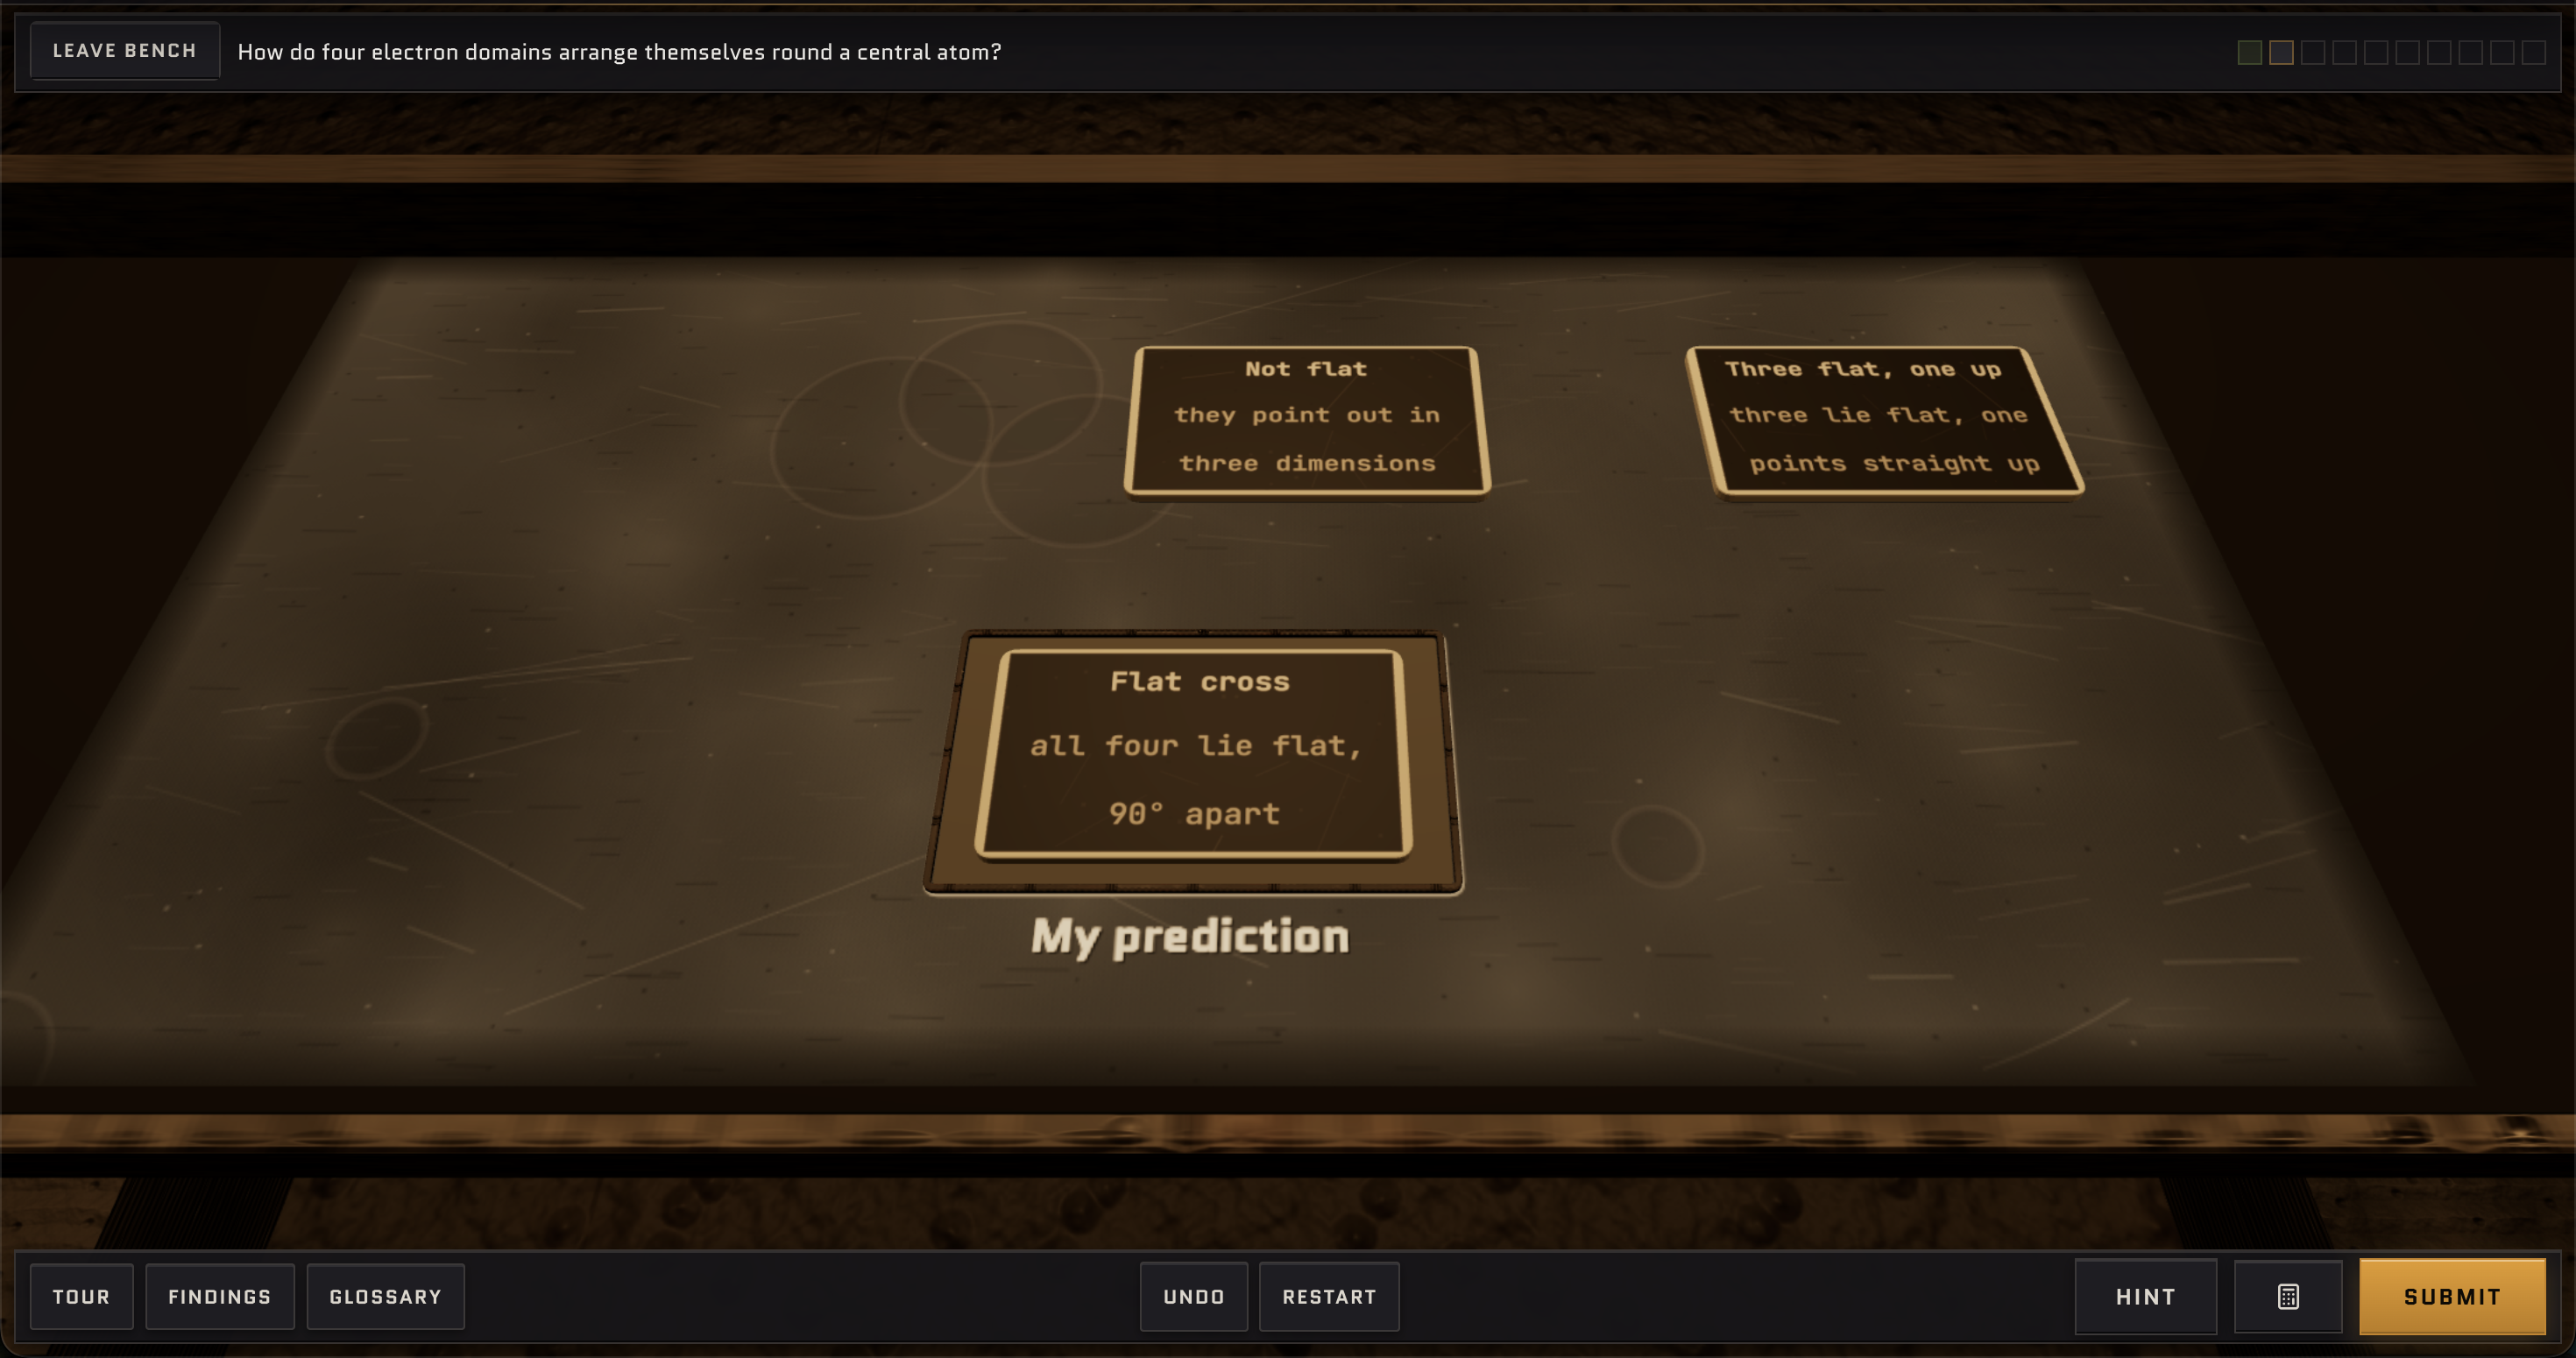 LEAVE BENCH
How do four electron domains arrange themselves round a central atom?
Not flat
they point out in
three dimensions
Three flat, one up
three lie flat, one
points straight up
Flat cross
all four lie flat,
90° apart
My prediction
TOUR
FINDINGS
GLOSSARY
UNDO
RESTART
HINT
SUBMIT